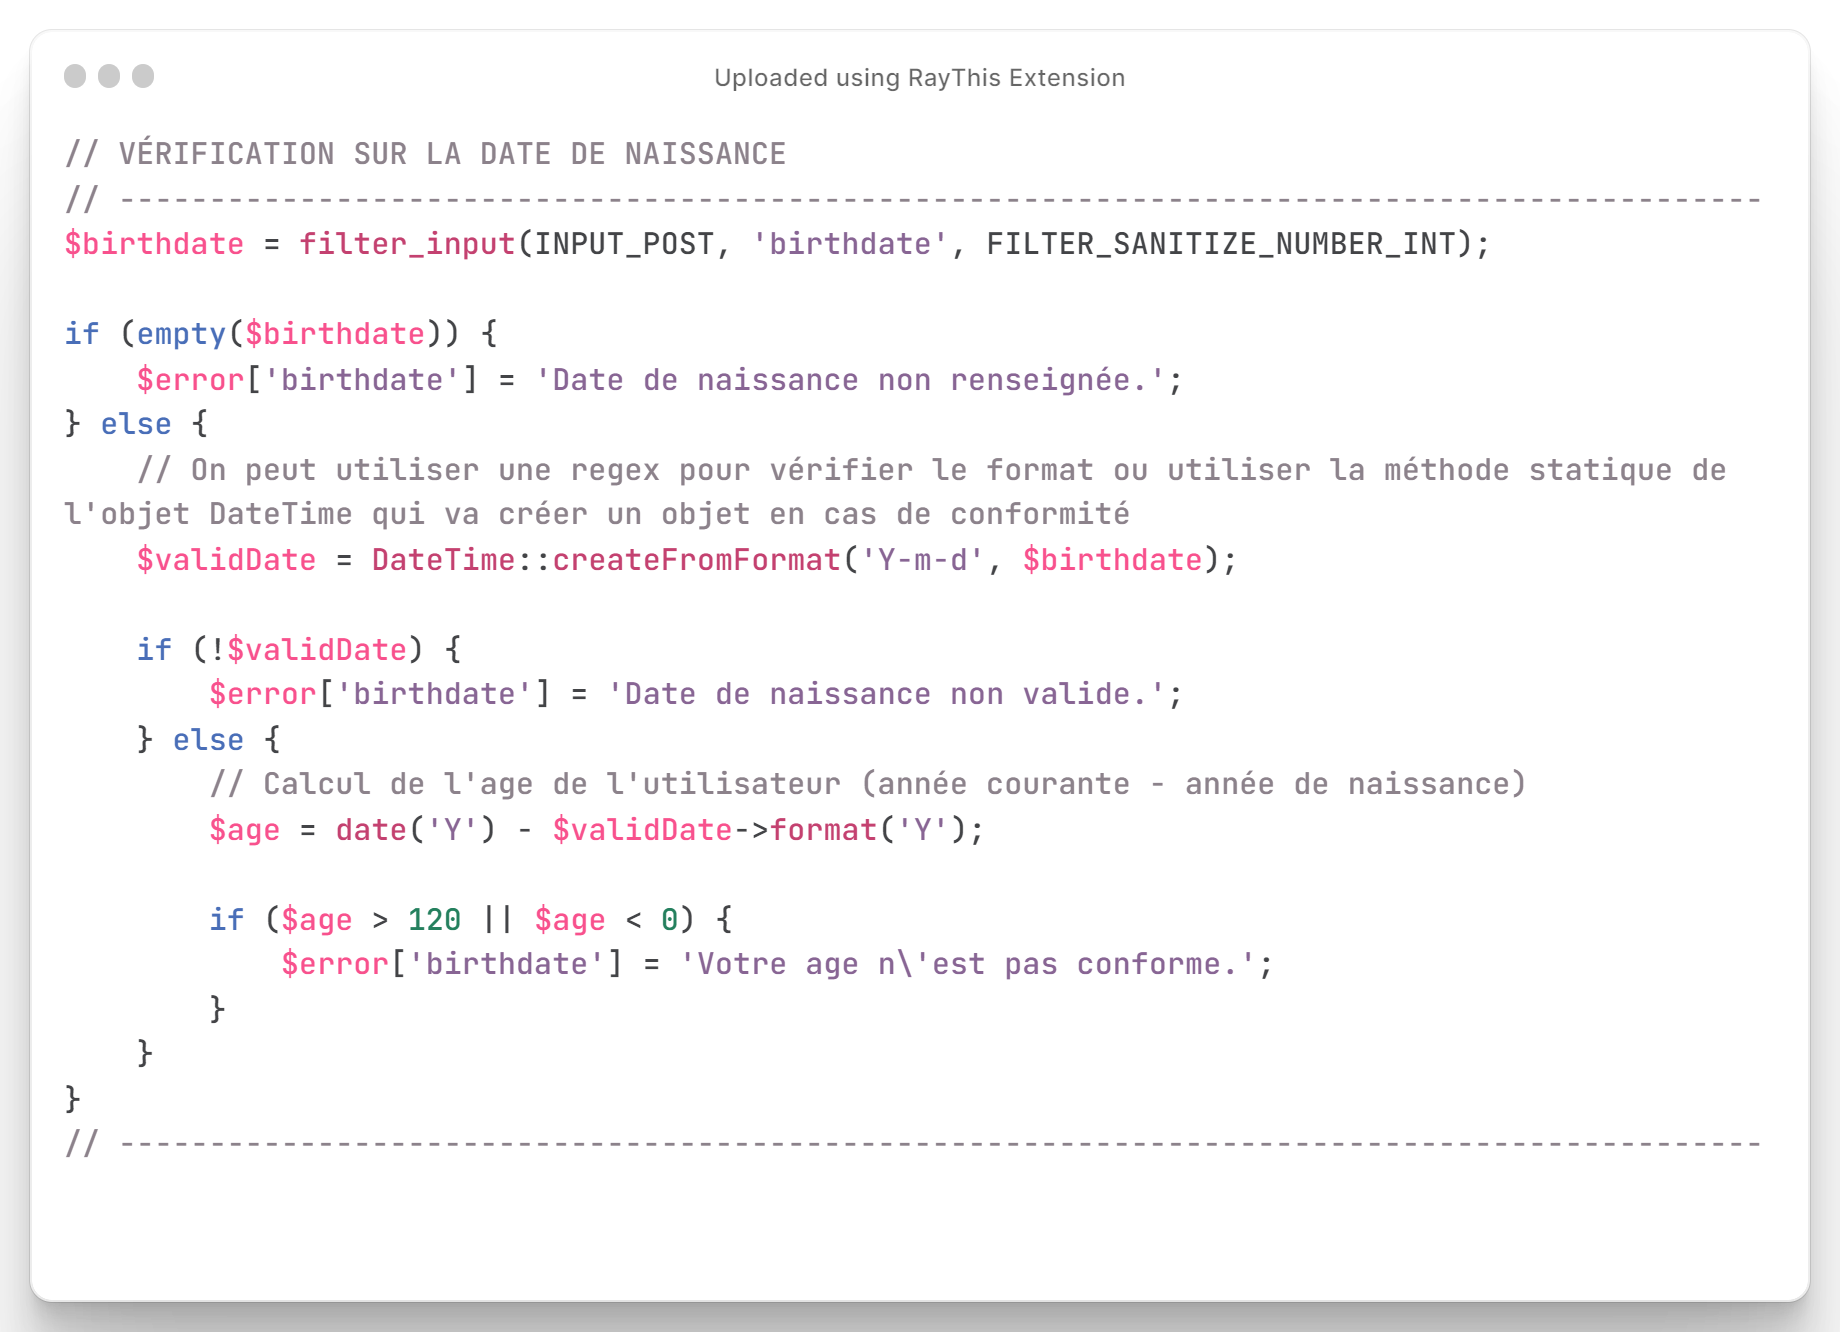 Uploaded using RayThis Extension
// VÉRIFICATION SUR LA DATE DE NAISSANCE
// -------------------------------------------------------------------------------------------
$birthdate = filter_input(INPUT_POST, 'birthdate', FILTER_SANITIZE_NUMBER_INT);
if (empty($birthdate)) {
    $error['birthdate'] = 'Date de naissance non renseignée.';
} else {
    // On peut utiliser une regex pour vérifier le format ou utiliser la méthode statique de
l'objet DateTime qui va créer un objet en cas de conformité
    $validDate = DateTime::createFromFormat('Y-m-d', $birthdate);
    if (!$validDate) {
        $error['birthdate'] = 'Date de naissance non valide.';
    } else {
        // Calcul de l'age de l'utilisateur (année courante - année de naissance)
        $age = date('Y') - $validDate->format('Y');
        if ($age > 120 || $age < 0) {
            $error['birthdate'] = 'Votre age n\'est pas conforme.';
        }
    }
}
// -------------------------------------------------------------------------------------------